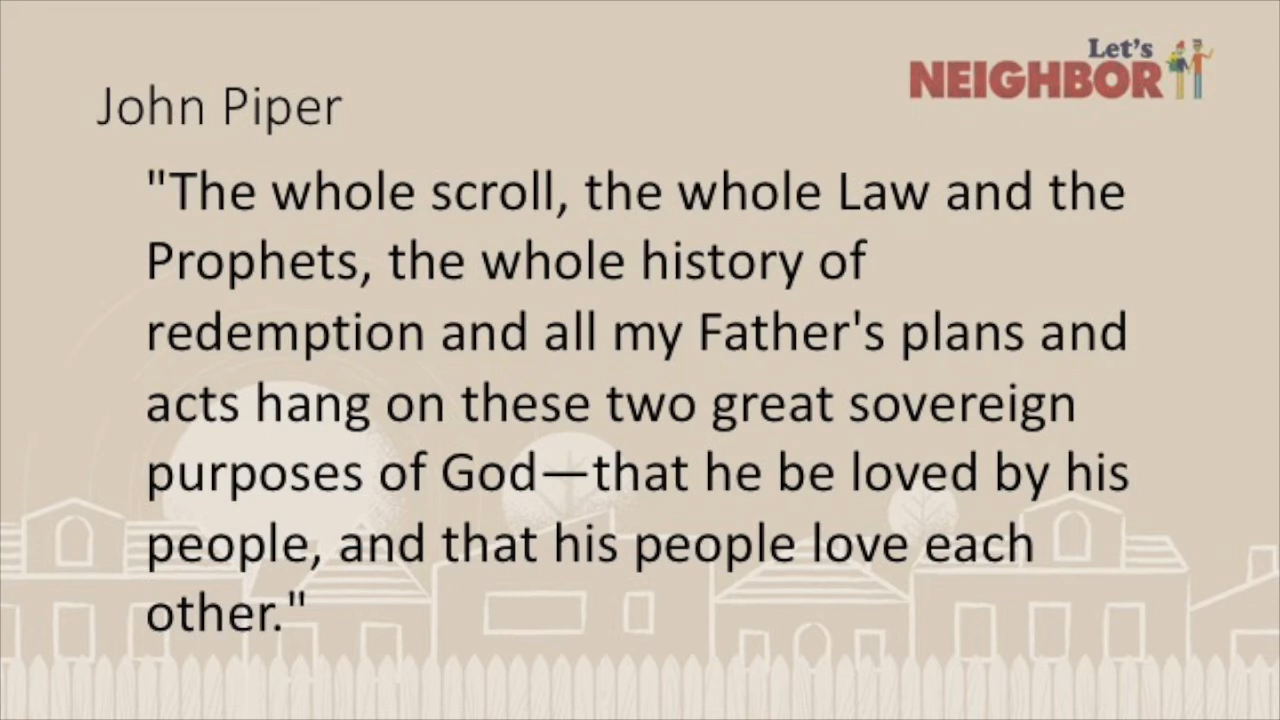 Let's
NEIGHBOR
John Piper
"The whole scroll, the whole Law and the
Prophets, the whole history of
redemption and all my Father's plans and
acts hang on these two great sovereign
purposes of God—that he be loved by his
people, and that his people love each
other."